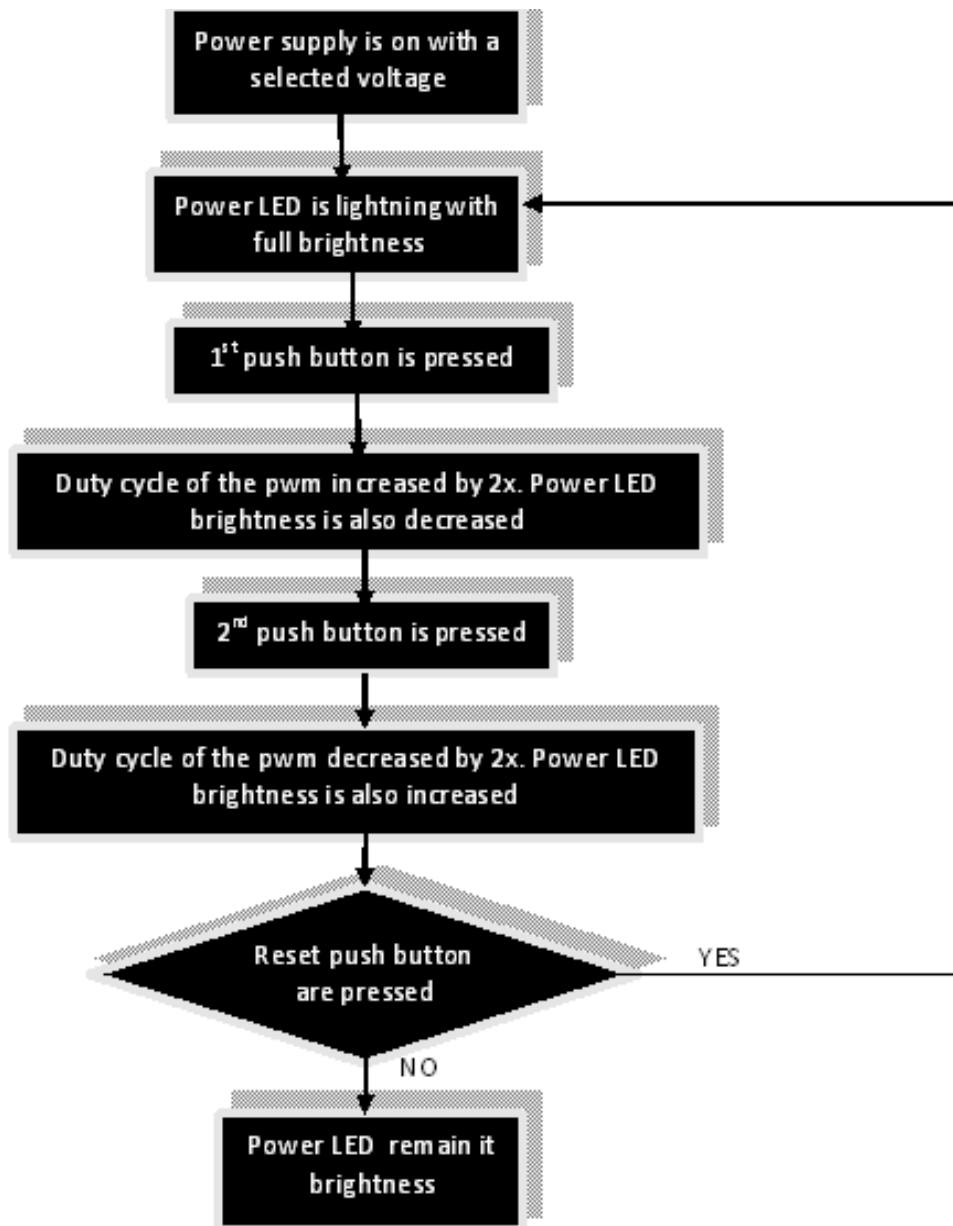 Power supply is on with a
selected voltage
Power LED is lightning with
full brightness
1st push button is pressed
Duty cycle of the pwm increased by 2x. Power LED
brightness is also decreased
2nd push button is pressed
Duty cycle of the pwm decreased by 2x. Power LED
brightness is also increased
Reset push button
are pressed
YES
NO
Power LED remain it
brightness